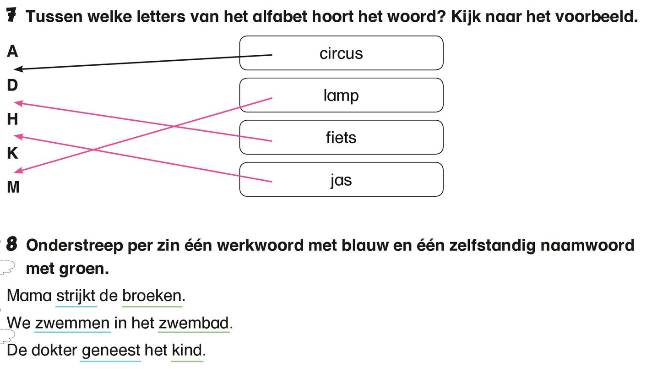 7 Tussen welke letters van het alfabet hoort het woord? Kijk naar het voorbeeld.
A
D
H
K
M
circus
lamp
fiets
jas
8 Onderstreep per zin één werkwoord met blauw en één zelfstandig naamwoord
met groen.
Mama strijkt de broeken.
We zwemmen in het zwembad.
De dokter geneest het kind.